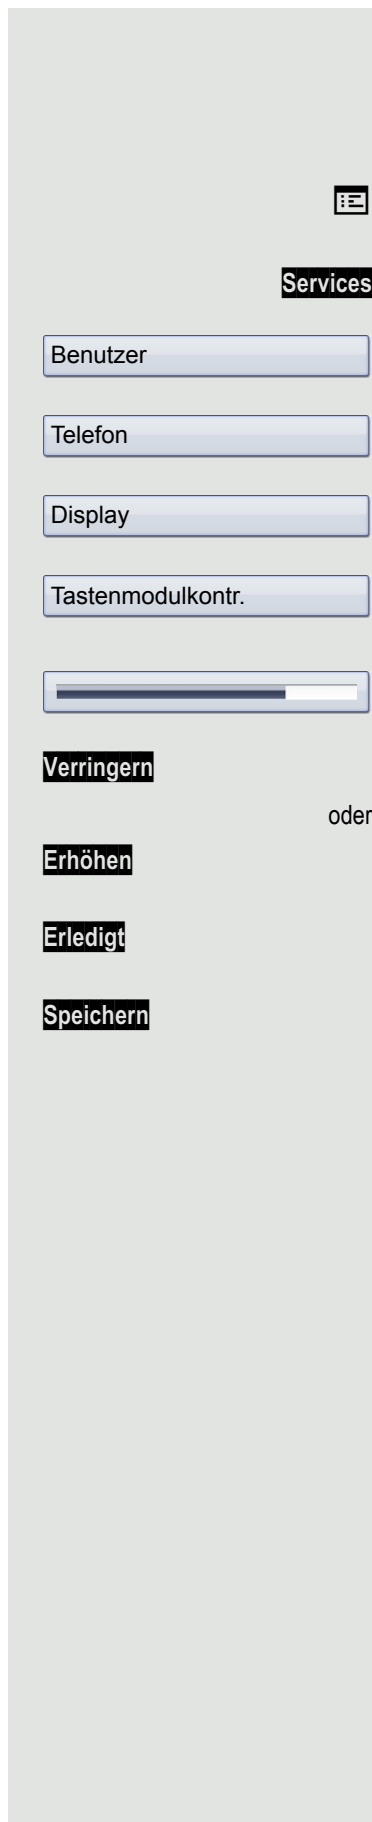 Services
Benutzer
Telefon
Display
Tastenmodulkontr.
Verringern
oder
Erhöhen
Erledigt
Speichern